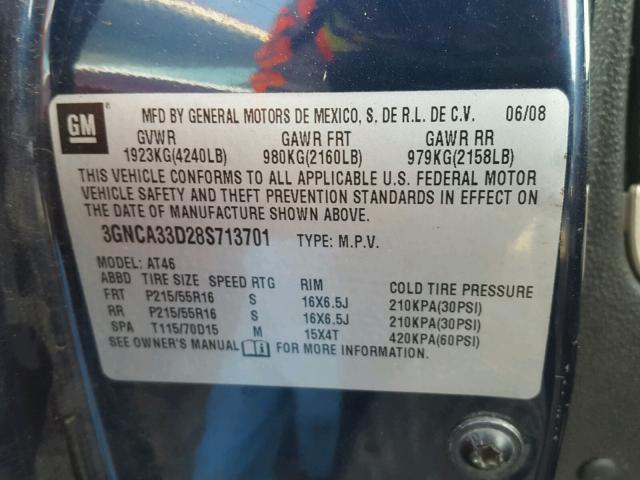 GM ® MFD BY GENERAL MOTORS DE MEXICO, S. DE R.L. DE C.V. 06/08
GVWR GAWR FRT GAWR RR
1923KG(4240LB) 980KG(2160LB) 979KG(2158LB)
THIS VEHICLE CONFORMS TO ALL APPLICABLE U.S. FEDERAL MOTOR
VEHICLE SAFETY AND THEFT PREVENTION STANDARDS IN EFFECT ON
THE DATE OF MANUFACTURE SHOWN ABOVE.
3GNCA33D28S713701 TYPE: M.P.V.
MODEL: AT46
ABBD TIRE SIZE SPEED RTG RIM COLD TIRE PRESSURE
FRT P215/55R16 S 16X6.5J 210KPA(30PSI)
RR P215/55R16 S 16X6.5J 210KPA(30PSI)
SPA T115/70D15 M 15X4T 420KPA(60PSI)
SEE OWNER'S MANUAL i FOR MORE INFORMATION.